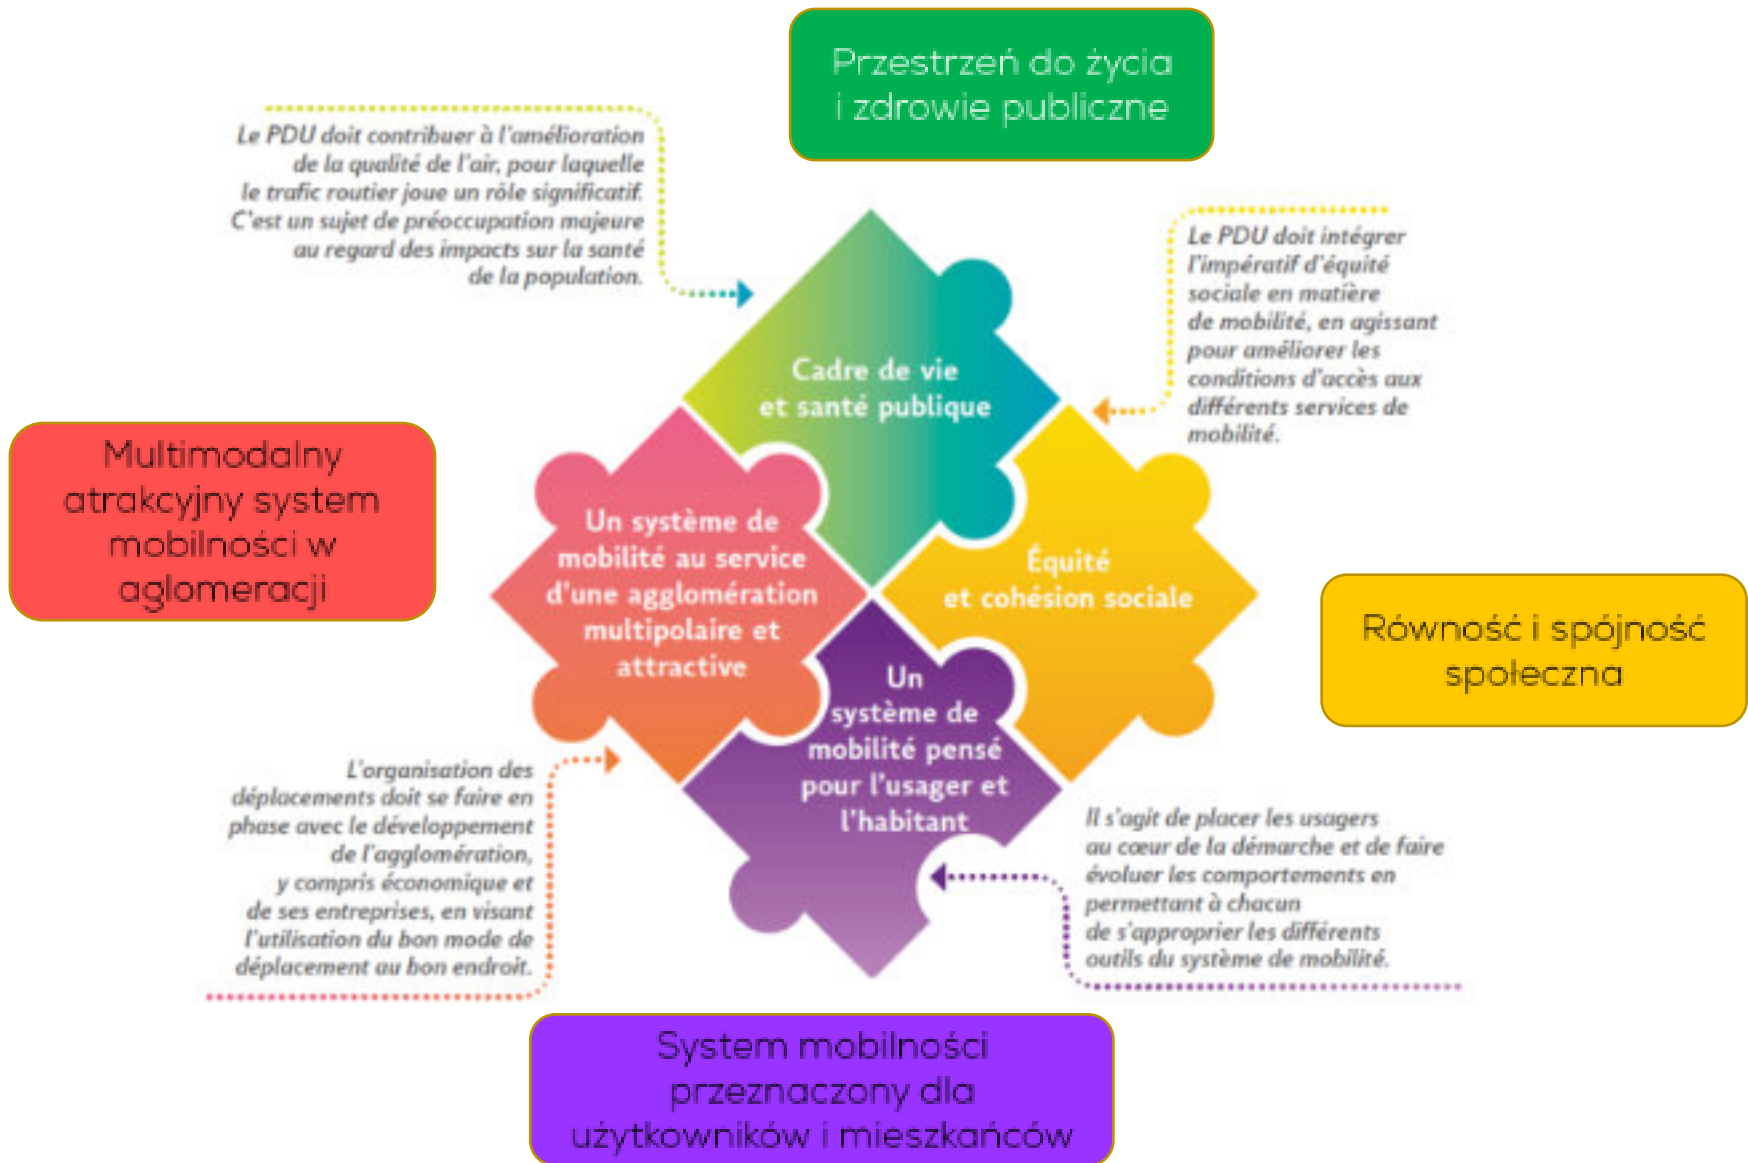 Przestrzeń do życia
i zdrowie publiczne
Le PDU doit contribuer à l'amélioration
de la qualité de l'air, pour laquelle
le trafic routier joue un rôle significatif.
C'est un sujet de préoccupation majeure
au regard des impacts sur la santé
de la population.
Le PDU doit intégrer
l'impératif d'équité
sociale en matière
de mobilité, en agissant
pour améliorer les
conditions d'accès aux
différents services de
mobilité.
Cadre de vie
et santé publique
Multimodalny
atrakcyjny system
mobilności w
aglomeracji
Un système de
mobilité au service
d'une agglomération
multipolaire et
attractive
Équité
et cohésion sociale
Równość i spójność
społeczna
Un
système de
mobilité pensé
pour l'usager et
l'habitant
L'organisation des
déplacements doit se faire en
phase avec le développement
de l'agglomération,
y compris économique et
de ses entreprises, en visant
l'utilisation du bon mode de
déplacement au bon endroit.
Il s'agit de placer les usagers
au cœur de la démarche et de faire
évoluer les comportements en
permettant à chacun
de s'approprier les différents
outils du système de mobilité.
System mobilności
przeznaczony dla
użytkowników i mieszkańców